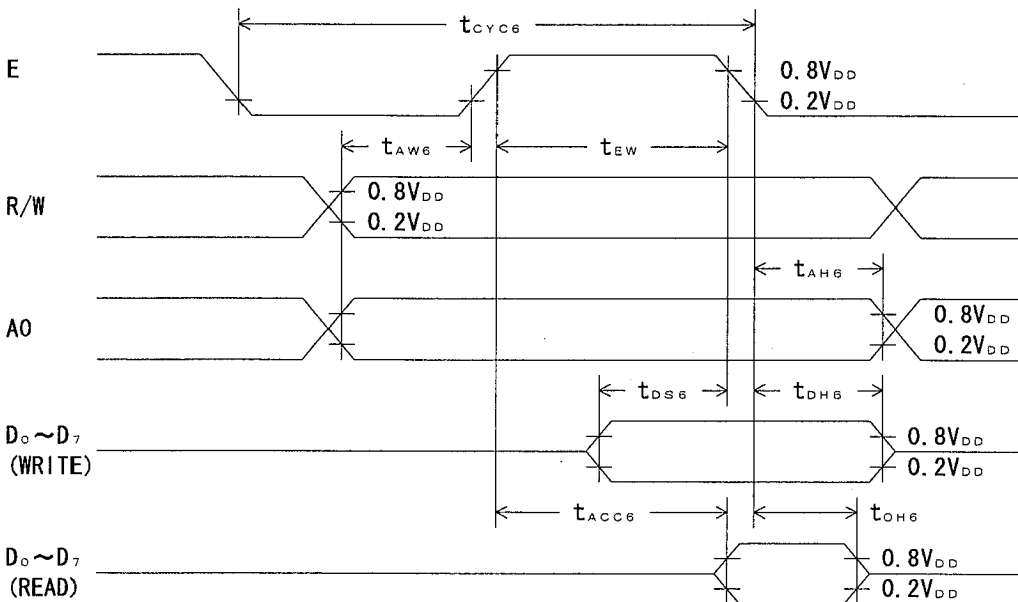 tCYC6
E
0.8VDD
0.2VDD
tAW6
tEW
R/W
0.8VDD
0.2VDD
tAH6
A0
0.8VDD
0.2VDD
tDS6
tDH6
D0~D7
(WRITE)
0.8VDD
0.2VDD
tACC6
tOH6
D0~D7
(READ)
0.8VDD
0.2VDD